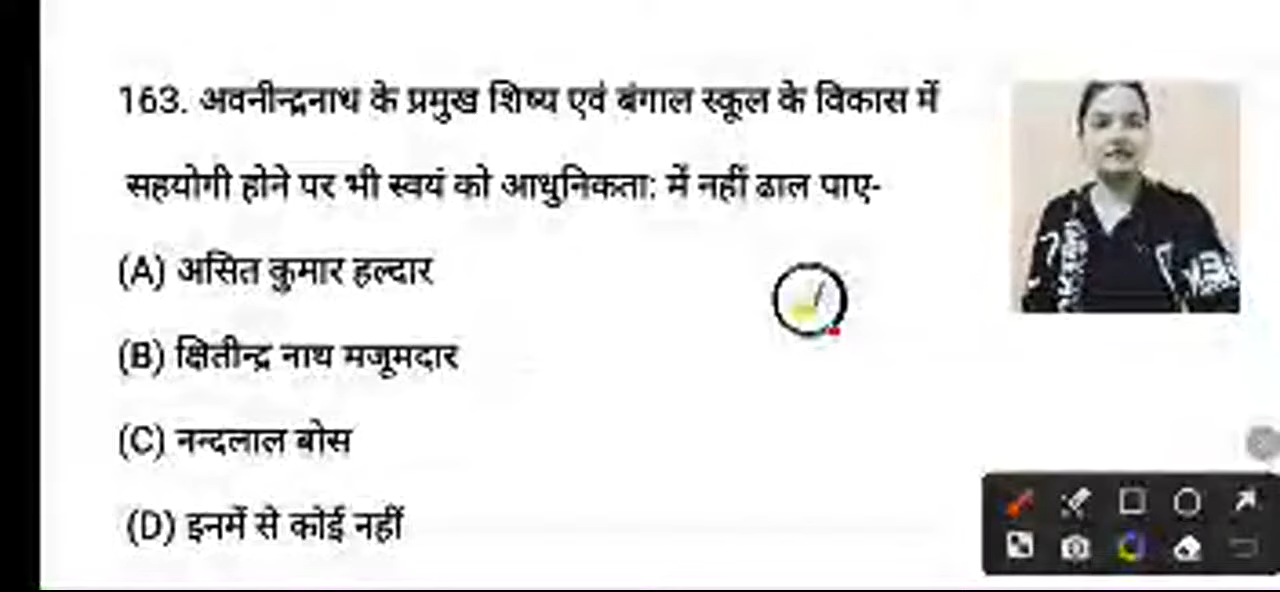 163. अवनीन्द्रनाथ के प्रमुख शिष्य एवं बंगाल स्कूल के विकास में
सहयोगी होने पर भी स्वयं को आधुनिकता: में नहीं ढाल पाए-
(A) असित कुमार हल्दार
(B) क्षितीन्द्र नाथ मजूमदार
(C) नन्दलाल बोस
(D) इनमें से कोई नहीं